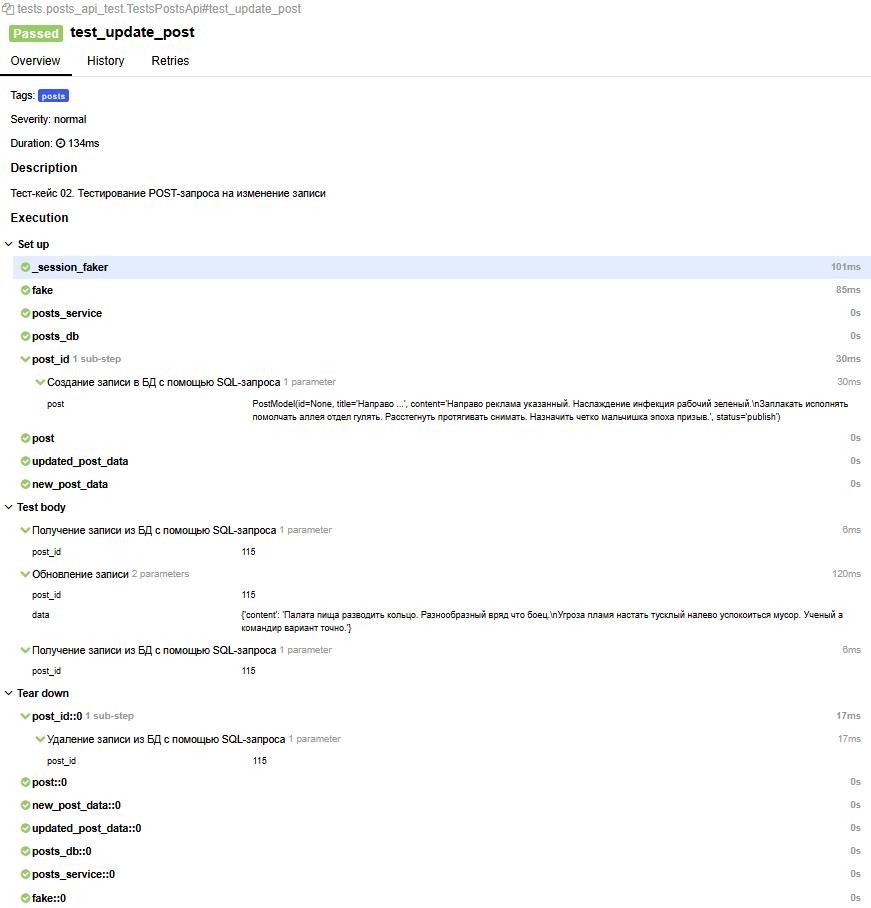 tests.posts_api_test.TestsPostsApi#test_update_post
Passed test_update_post
Overview History Retries
Tags: posts
Severity: normal
Duration: 134ms
Description
Тест-кейс 02. Тестирование POST-запроса на изменение записи
Execution
Set up
_session_faker 101ms
fake 85ms
posts_service 0s
posts_db 0s
post_id 1 sub-step 30ms
Создание записи в БД с помощью SQL-запроса 1 parameter 30ms
post PostModel(id=None, title='Направо ...', content='Направо реклама указанный. Наслаждение инфекция рабочий зеленый.\nЗаплакать исполнять
помолчать аллея отдел гулять. Расстегнуть протягивать снимать. Назначить четко мальчишка эпоха призыв.', status='publish')
post 0s
updated_post_data 0s
new_post_data 0s
Test body
Получение записи из БД с помощью SQL-запроса 1 parameter 6ms
post_id 115
Обновление записи 2 parameters 120ms
post_id 115
data {'content': 'Палата пища разводить кольцо. Разнообразный вряд что боец.\nУгроза пламя настать тусклый налево успокоиться мусор. Ученый а
командир вариант точно.'}
Получение записи из БД с помощью SQL-запроса 1 parameter 6ms
post_id 115
Tear down
post_id::0 1 sub-step 17ms
Удаление записи из БД с помощью SQL-запроса 1 parameter 17ms
post_id 115
post::0 0s
new_post_data::0 0s
updated_post_data::0 0s
posts_db::0 0s
posts_service::0 0s
fake::0 0s